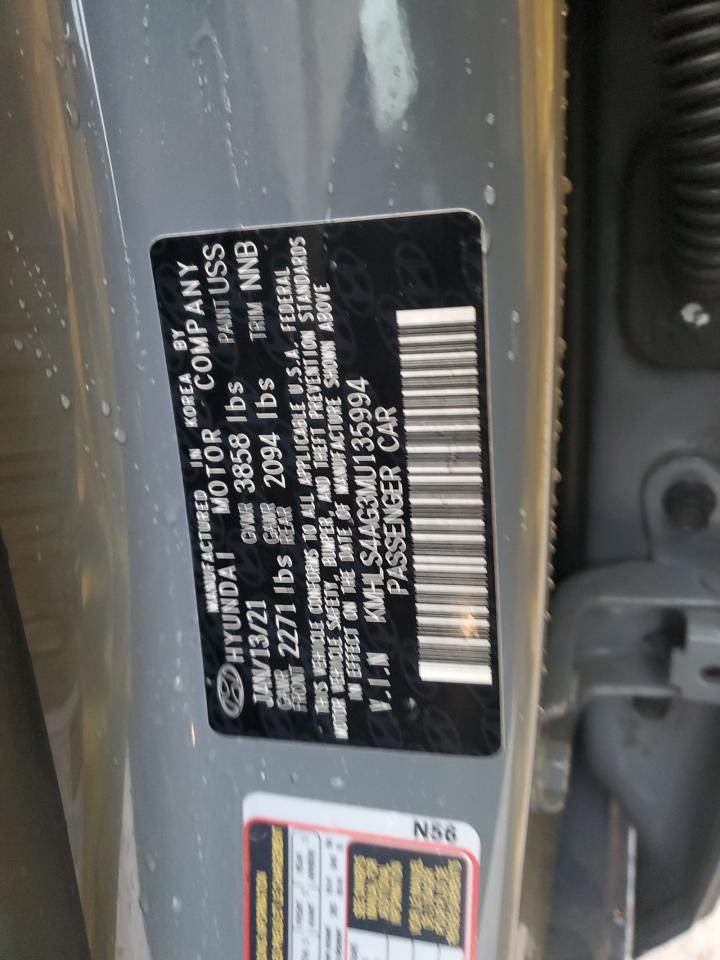 MANUFACTURED IN KOREA BY
HYUNDAI MOTOR COMPANY
JAN/13/21 GVWR 3858 lbs PAINT USS
GAWR FRONT 2271 lbs GAWR REAR 2094 lbs TRIM NNB
THIS VEHICLE CONFORMS TO ALL APPLICABLE U.S.A. FEDERAL
MOTOR VEHICLE SAFETY, BUMPER, AND THEFT PREVENTION STANDARDS
IN EFFECT ON THE DATE OF MANUFACTURE SHOWN ABOVE
V.I.N KMHLS4AG3MU135994
PASSENGER CAR
N56